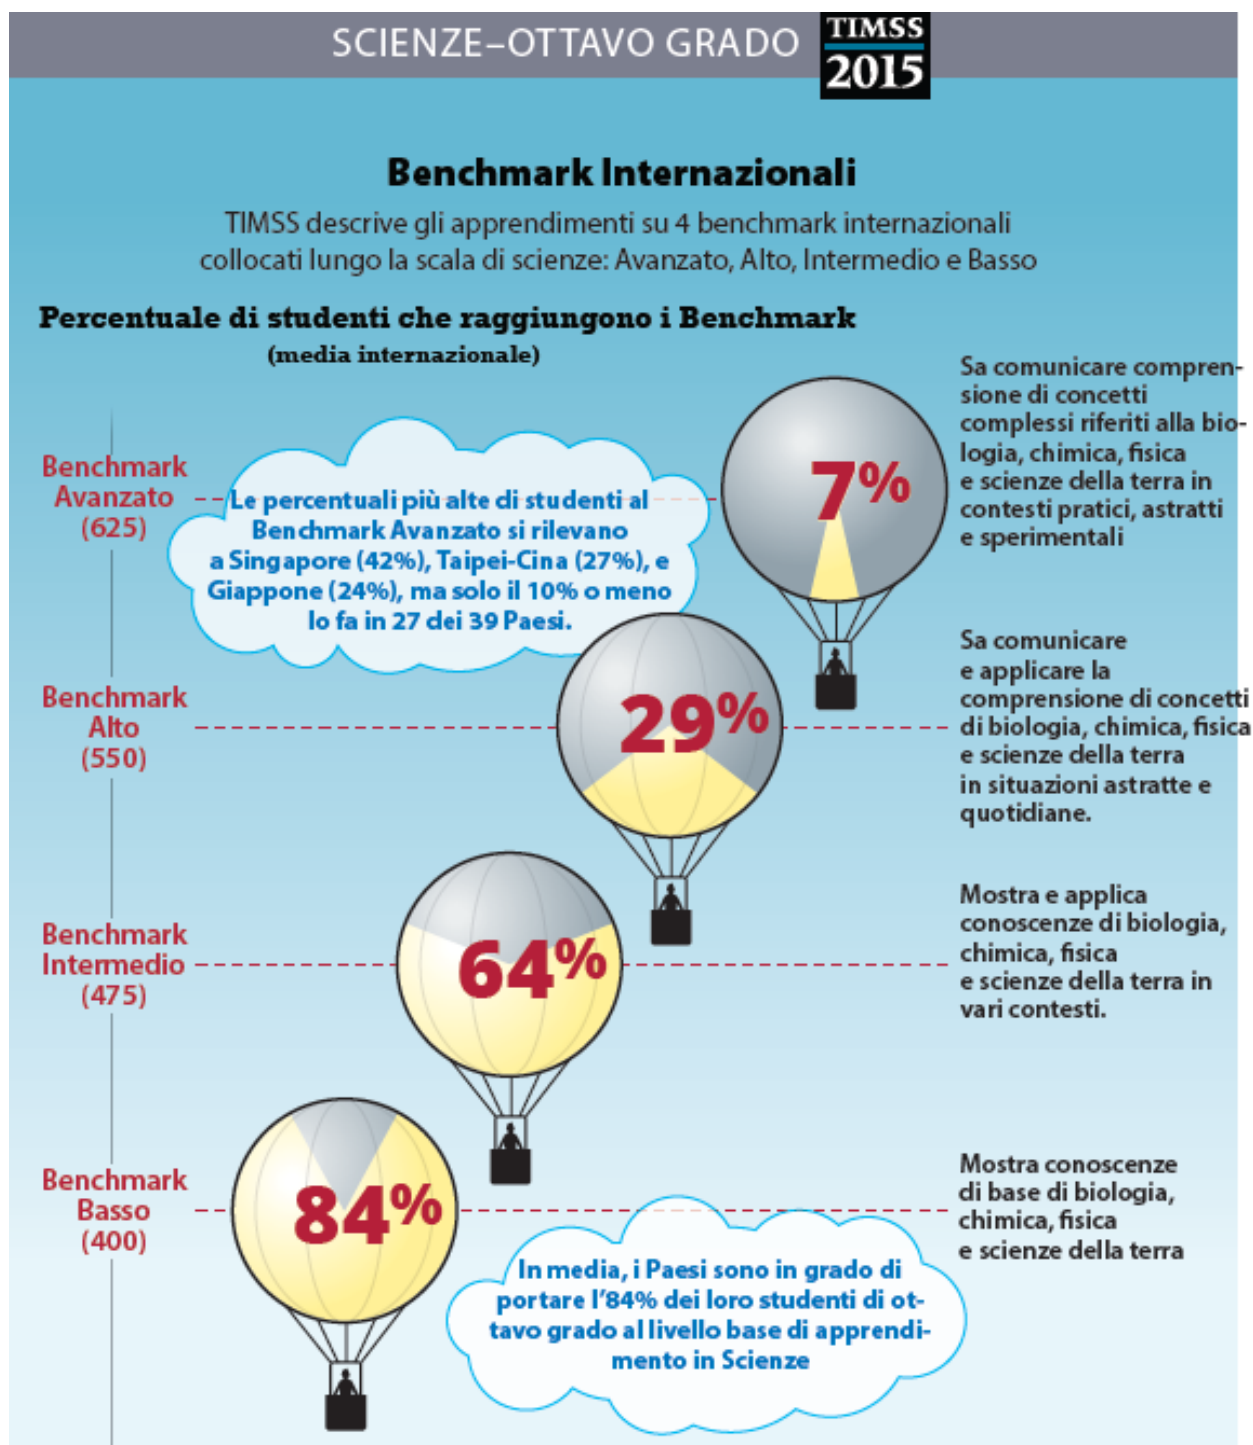 SCIENZE–OTTAVO GRADO
TIMSS
2015
Benchmark Internazionali
TIMSS descrive gli apprendimenti su 4 benchmark internazionali
collocati lungo la scala di scienze: Avanzato, Alto, Intermedio e Basso
Percentuale di studenti che raggiungono i Benchmark
(media internazionale)
Benchmark
Avanzato
(625)
Le percentuali più alte di studenti al
Benchmark Avanzato si rilevano
a Singapore (42%), Taipei-Cina (27%), e
Giappone (24%), ma solo il 10% o meno
lo fa in 27 dei 39 Paesi.
7%
Sa comunicare compren-
sione di concetti
complessi riferiti alla bio-
logia, chimica, fisica
e scienze della terra in
contesti pratici, astratti
e sperimentali
Benchmark
Alto
(550)
29%
Sa comunicare
e applicare la
comprensione di concetti
di biologia, chimica, fisica
e scienze della terra
in situazioni astratte e
quotidiane.
Benchmark
Intermedio
(475)
64%
Mostra e applica
conoscenze di biologia,
chimica, fisica
e scienze della terra in
vari contesti.
Benchmark
Basso
(400)
84%
Mostra conoscenze
di base di biologia,
chimica, fisica
e scienze della terra
In media, i Paesi sono in grado di
portare l'84% dei loro studenti di ot-
tavo grado al livello base di apprendi-
mento in Scienze